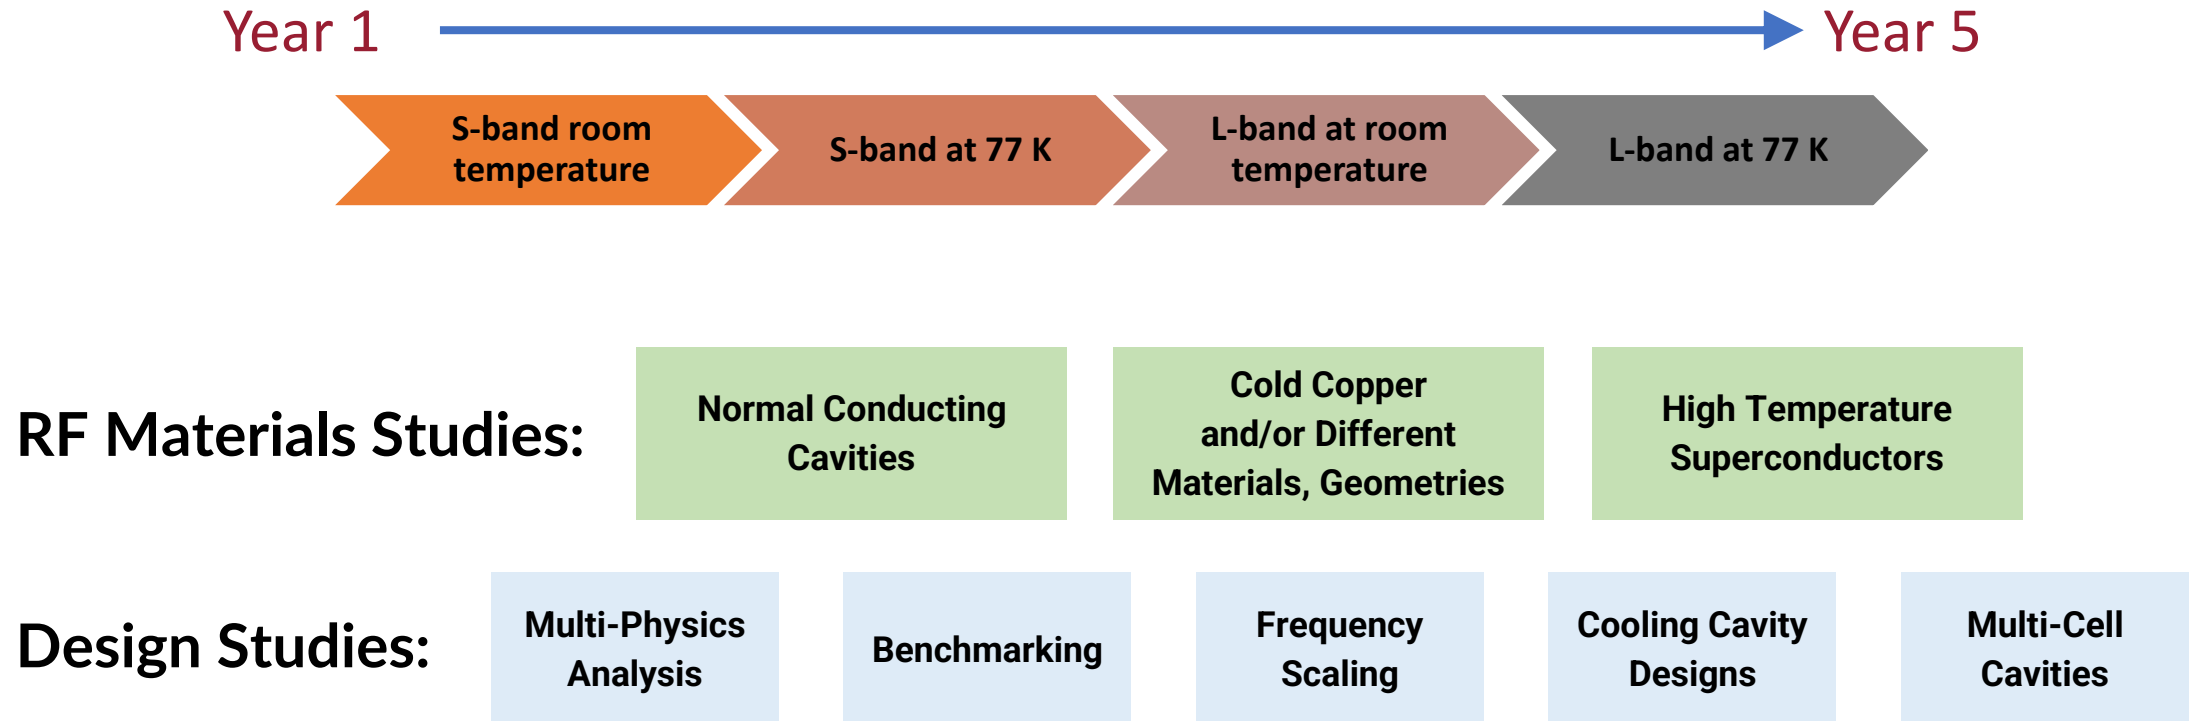 Year 1
Year 5
S-band room
temperature
S-band at 77 K
L-band at room
temperature
L-band at 77 K
RF Materials Studies:
Normal Conducting
Cavities
Cold Copper
and/or Different
Materials, Geometries
High Temperature
Superconductors
Design Studies:
Multi-Physics
Analysis
Benchmarking
Frequency
Scaling
Cooling Cavity
Designs
Multi-Cell
Cavities